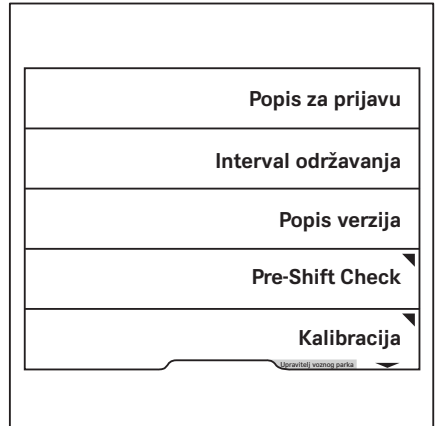 Popis za prijavu
Interval održavanja
Popis verzija
Pre-Shift Check
Kalibracija
Upravitelj voznog parka